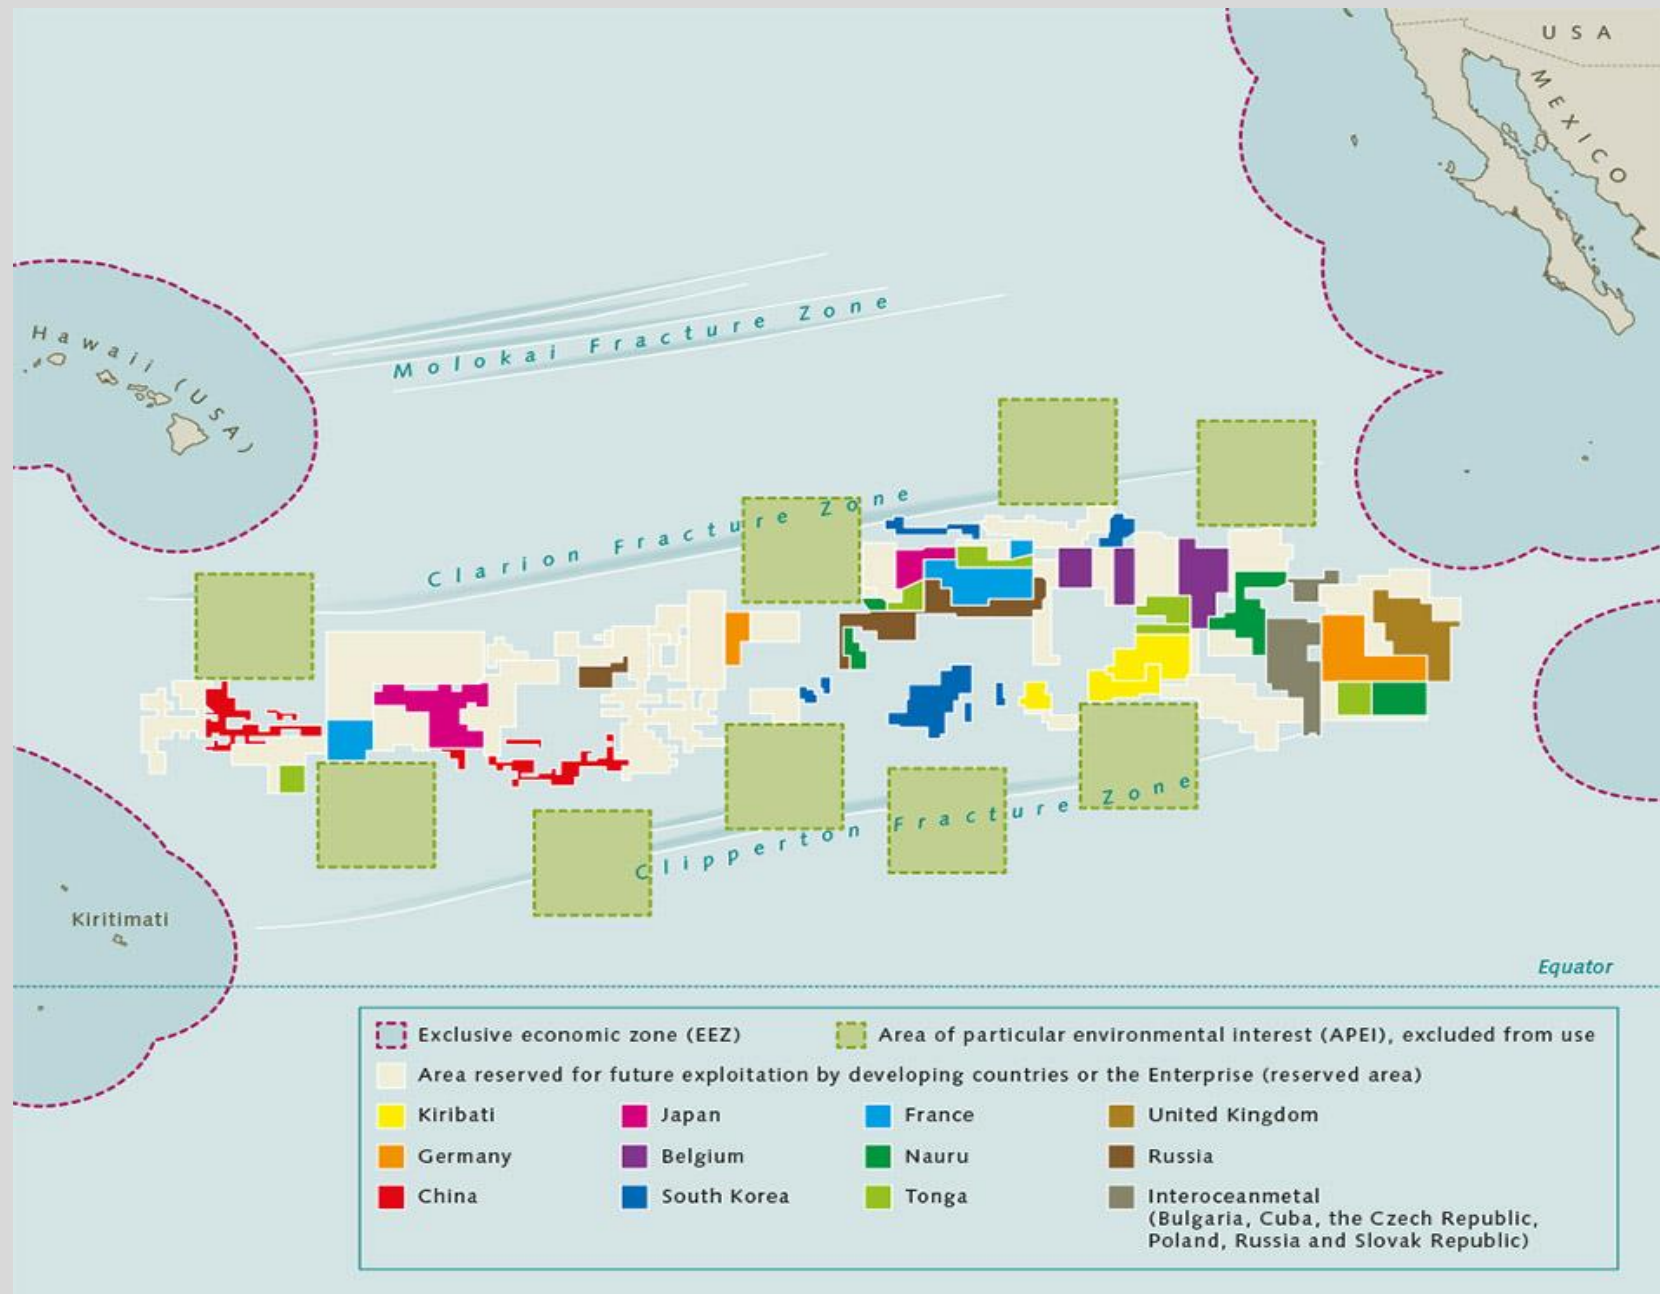 USA
MEXICO
Hawaii (USA)
Molokai Fracture Zone
Clarion Fracture Zone
Clipperton Fracture Zone
Kiritimati
Equator
Exclusive economic zone (EEZ)
Area of particular environmental interest (APEI), excluded from use
Area reserved for future exploitation by developing countries or the Enterprise (reserved area)
Kiribati
Japan
France
United Kingdom
Germany
Belgium
Nauru
Russia
China
South Korea
Tonga
Interoceanmetal
(Bulgaria, Cuba, the Czech Republic,
Poland, Russia and Slovak Republic)